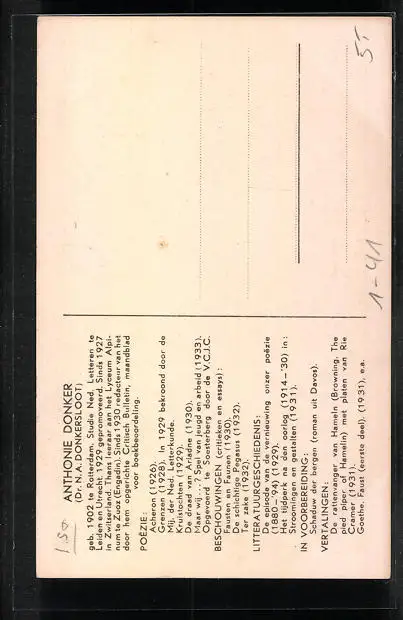 ANTHONIE DONKER
(Dr. N.A. DONKERSLOOT)
geb. 1902 te Rotterdam. Studie Ned. Letteren te
Leiden en Utrecht, 1929 gepromoveerd. Sinds 1927
in Zwitserland. Thans leeraar aan het Lyceum Alpi-
num te Zuoz (Engadin). Sinds 1930 redacteur van het
door hem opgerichte Critisch Bulletin, maandblad
voor boekbeoordeling.
POËZIE:
Acheron (1926).
Grenzen (1928). In 1929 bekroond door de
Mij. der Ned. Letterkunde.
Kruistochten (1929).
De draad van Ariadne (1930).
Maar wij . . . Spel van jeugd en arbeid (1933).
Opgevoerd te Soesterberg door de V.C.J.C.
BESCHOUWINGEN (critieken en essays):
Fausten en Faunen (1930).
De schichtige Pegasus (1932).
Ter zake (1932).
LITTERATUURGESCHIEDENIS:
De episode van de vernieuwing onzer poëzie
(1880-'94) (1929).
Het tijdperk na den oorlog (1914-'30) in:
Stroomingen en gestalten (1931).
IN VOORBEREIDING:
Schaduw der bergen (roman uit Davos).
VERTALINGEN:
De rattenvanger van Hameln (Browning. The
pied piper of Hamelin) met platen van Rie
Cramer (1931).
Goethe. Faust (eerste deel). (1931), e.a.
1-41